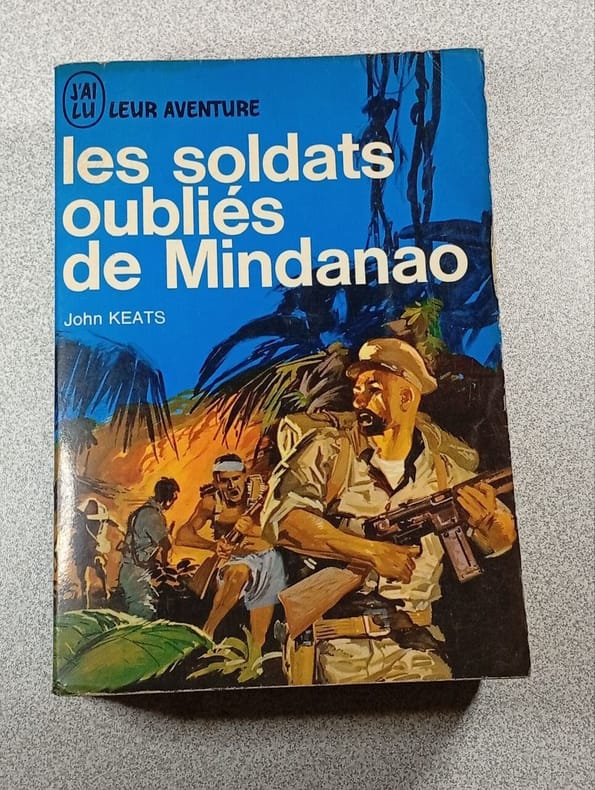 J'AI
LU
LEUR AVENTURE
les soldats
oubliés
de Mindanao
John KEATS